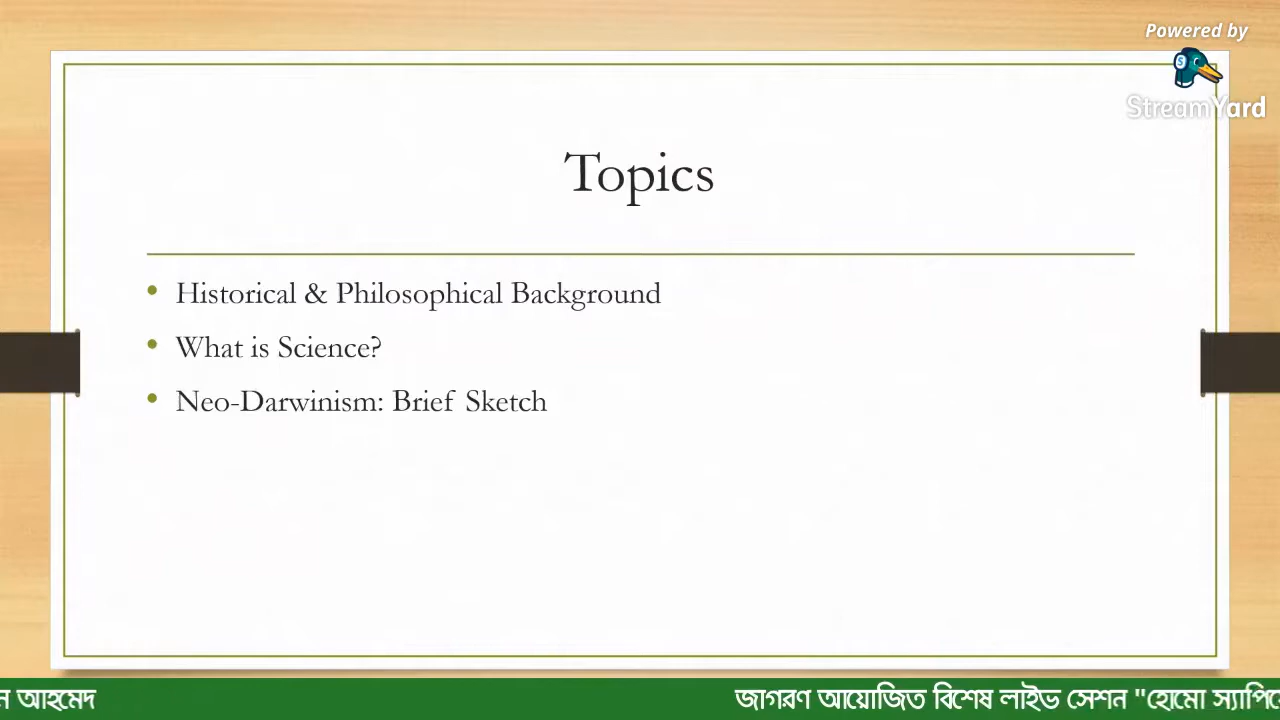 Powered by
StreamYard
Topics
Historical & Philosophical Background
What is Science?
Neo-Darwinism: Brief Sketch
আহমেদ জাগরণ আয়োজিত বিশেষ লাইভ সেশন "হোমো